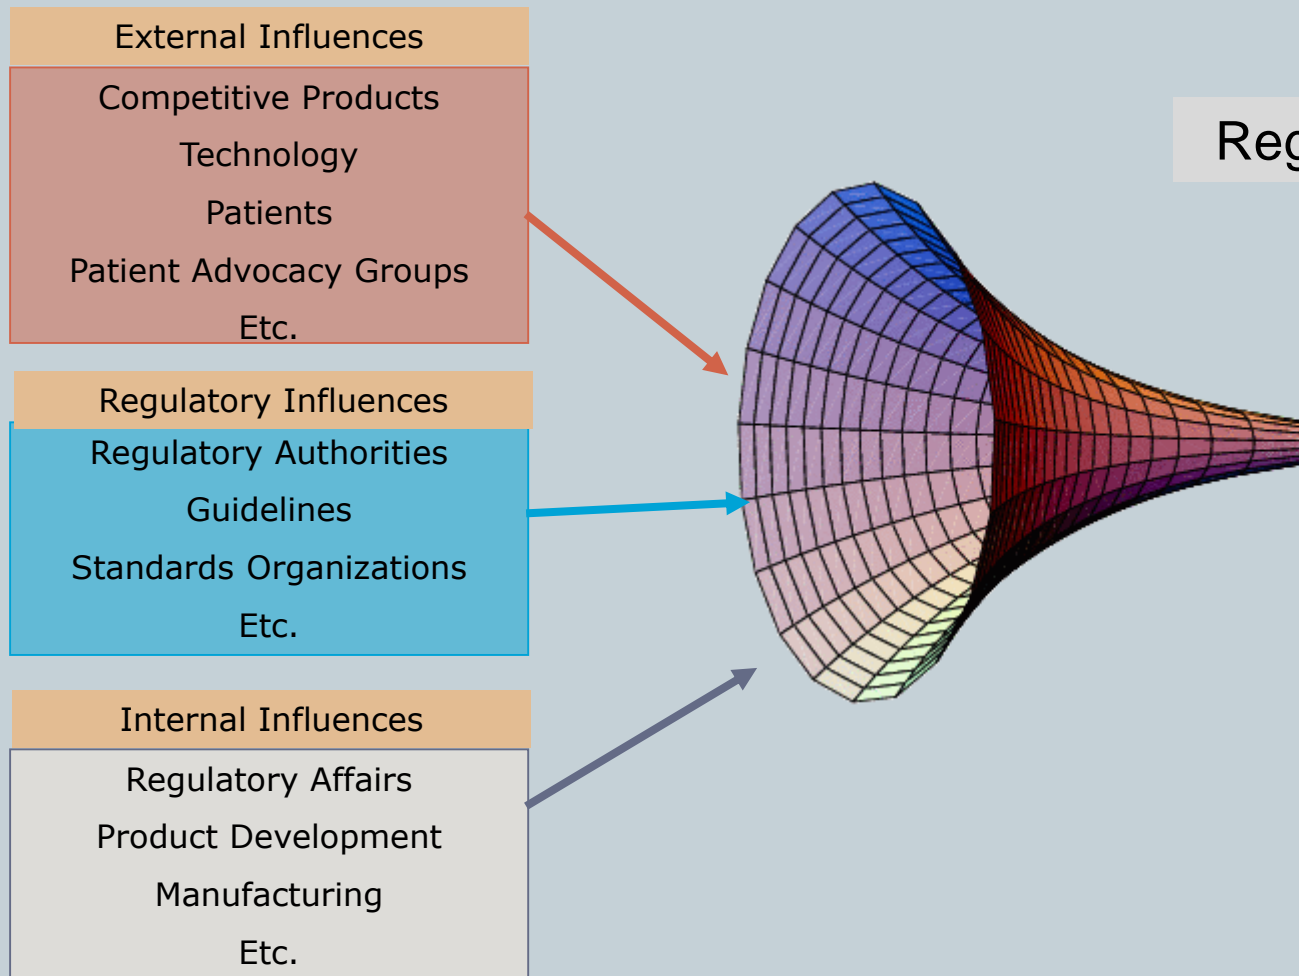 External Influences
Competitive Products
Technology
Patients
Patient Advocacy Groups
Etc.
Regulatory Influences
Regulatory Authorities
Guidelines
Standards Organizations
Etc.
Internal Influences
Regulatory Affairs
Product Development
Manufacturing
Etc.
Reg